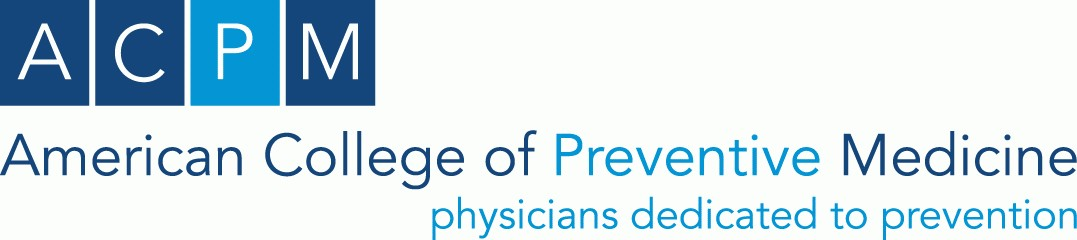 ACPM
American College of Preventive Medicine
physicians dedicated to prevention